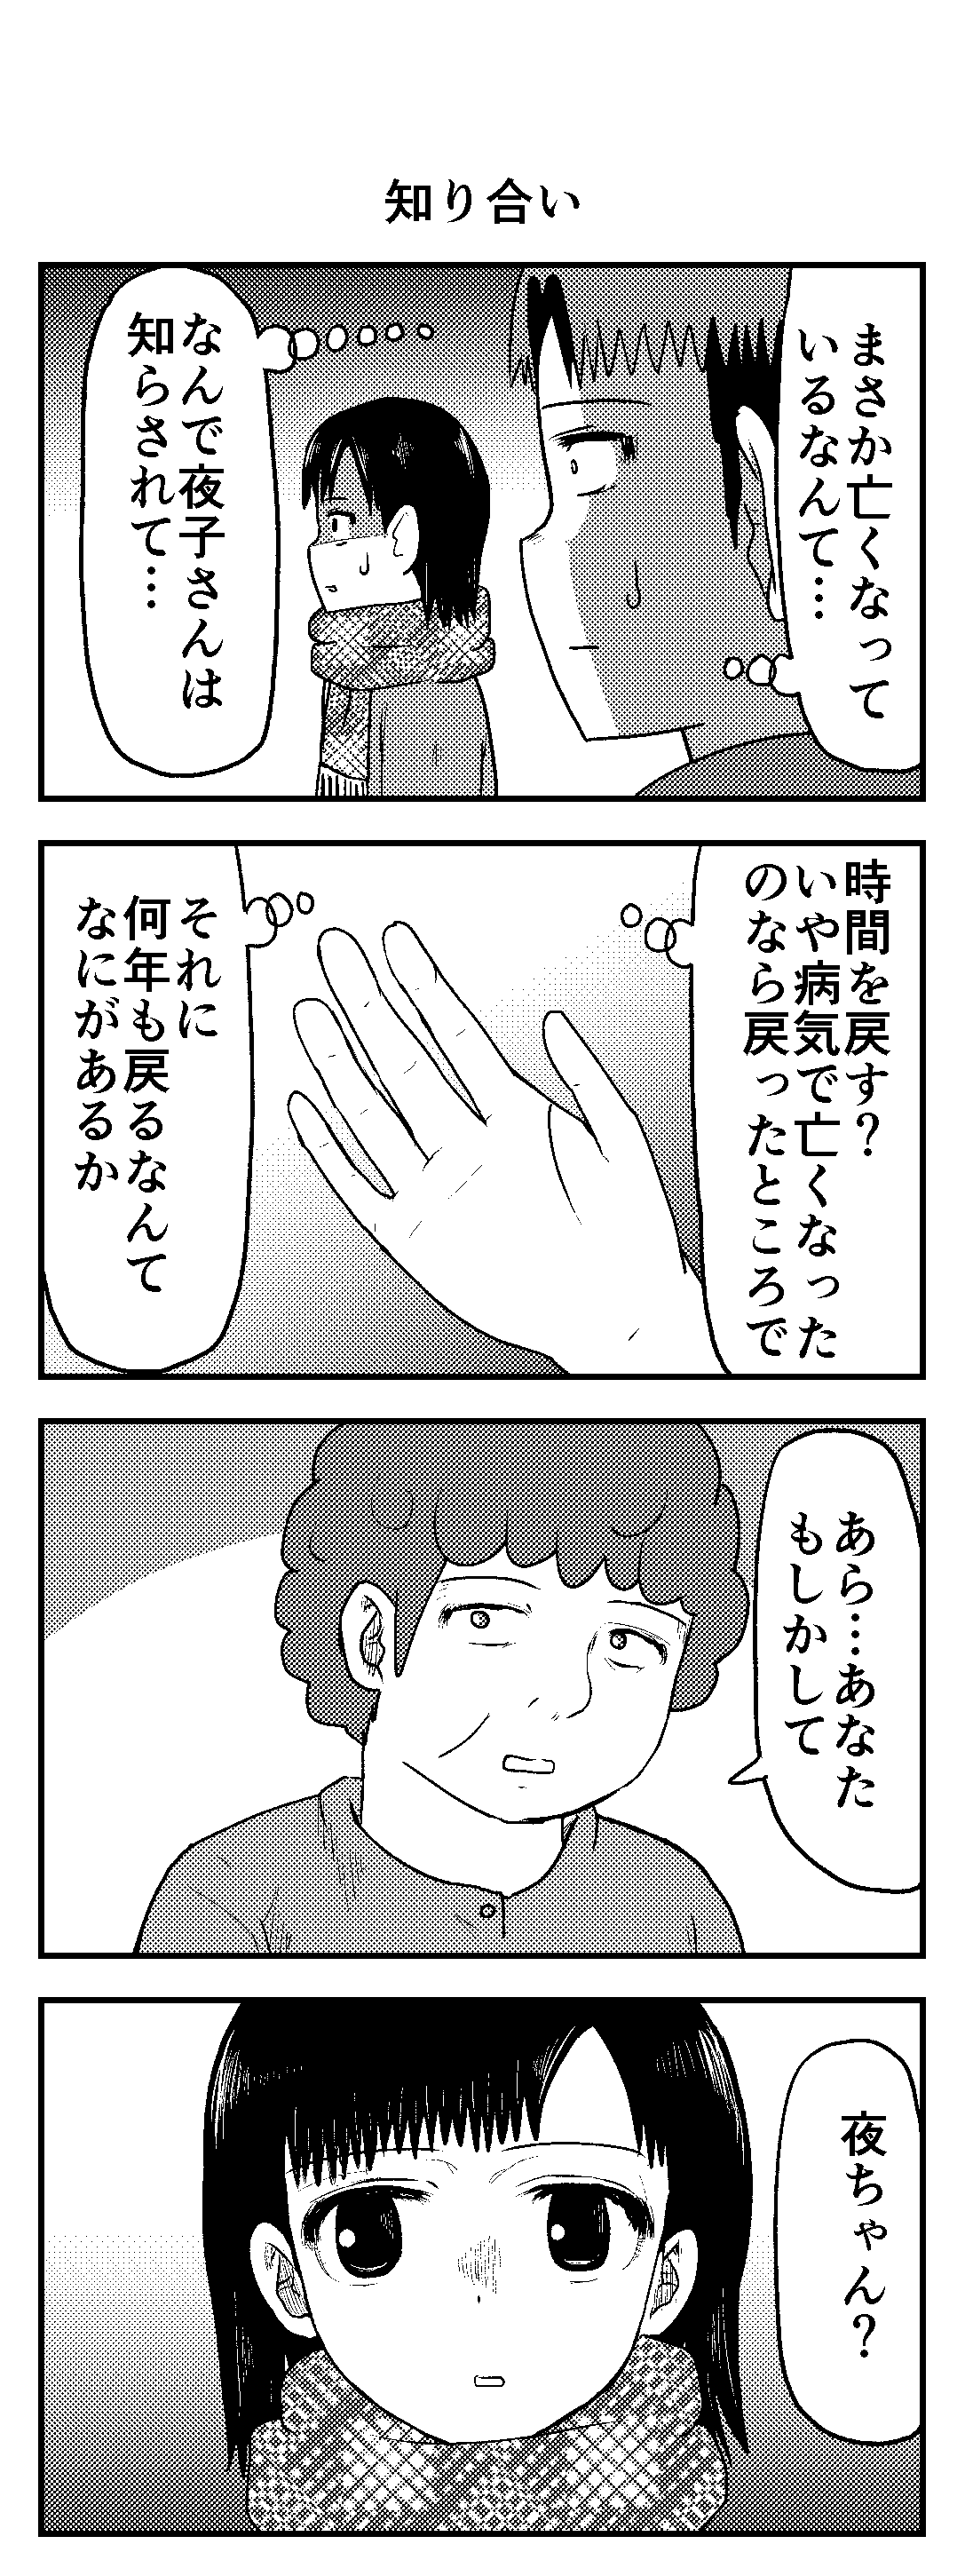 知り合い
まさか亡くなって
いるなんて…
なんで夜子さんは
知らされて…
時間を戻す？
いや病気で亡くなった
のなら戻ったところで
それに
何年も戻るなんて
なにがあるか
あら…あなた
もしかして
夜ちゃん？